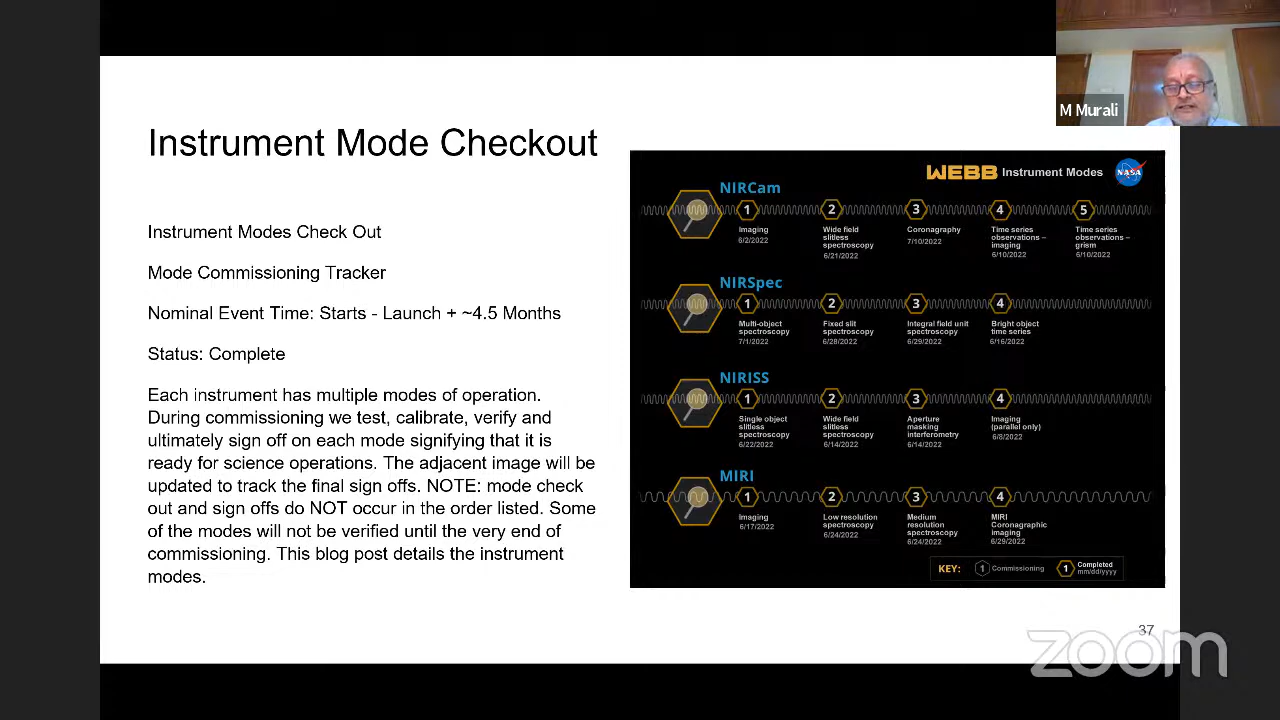 M Murali
Instrument Mode Checkout
Instrument Modes Check Out
Mode Commissioning Tracker
Nominal Event Time: Starts - Launch + ~4.5 Months
Status: Complete
Each instrument has multiple modes of operation.
During commissioning we test, calibrate, verify and
ultimately sign off on each mode signifying that it is
ready for science operations. The adjacent image will be
updated to track the final sign offs. NOTE: mode check
out and sign offs do NOT occur in the order listed. Some
of the modes will not be verified until the very end of
commissioning. This blog post details the instrument
modes.
WEBB Instrument Modes NASA
NIRCam
1 2 3 4 5
Imaging
6/2/2022
Wide field
slitless
spectroscopy
6/21/2022
Coronagraphy
7/10/2022
Time series
observations –
imaging
6/10/2022
Time series
observations –
grism
6/10/2022
NIRSpec
1 2 3 4
Multi-object
spectroscopy
7/1/2022
Fixed slit
spectroscopy
6/28/2022
Integral field unit
spectroscopy
6/29/2022
Bright object
time series
6/16/2022
NIRISS
1 2 3 4
Single object
slitless
spectroscopy
6/22/2022
Wide field
slitless
spectroscopy
6/14/2022
Aperture
masking
interferometry
6/14/2022
Imaging
(parallel only)
6/8/2022
MIRI
1 2 3 4
Imaging
6/17/2022
Low resolution
spectroscopy
6/24/2022
Medium
resolution
spectroscopy
6/24/2022
MIRI
Coronagraphic
imaging
6/29/2022
KEY: 1 Commissioning 1 Completed
mm/dd/yyyy
37
zoom